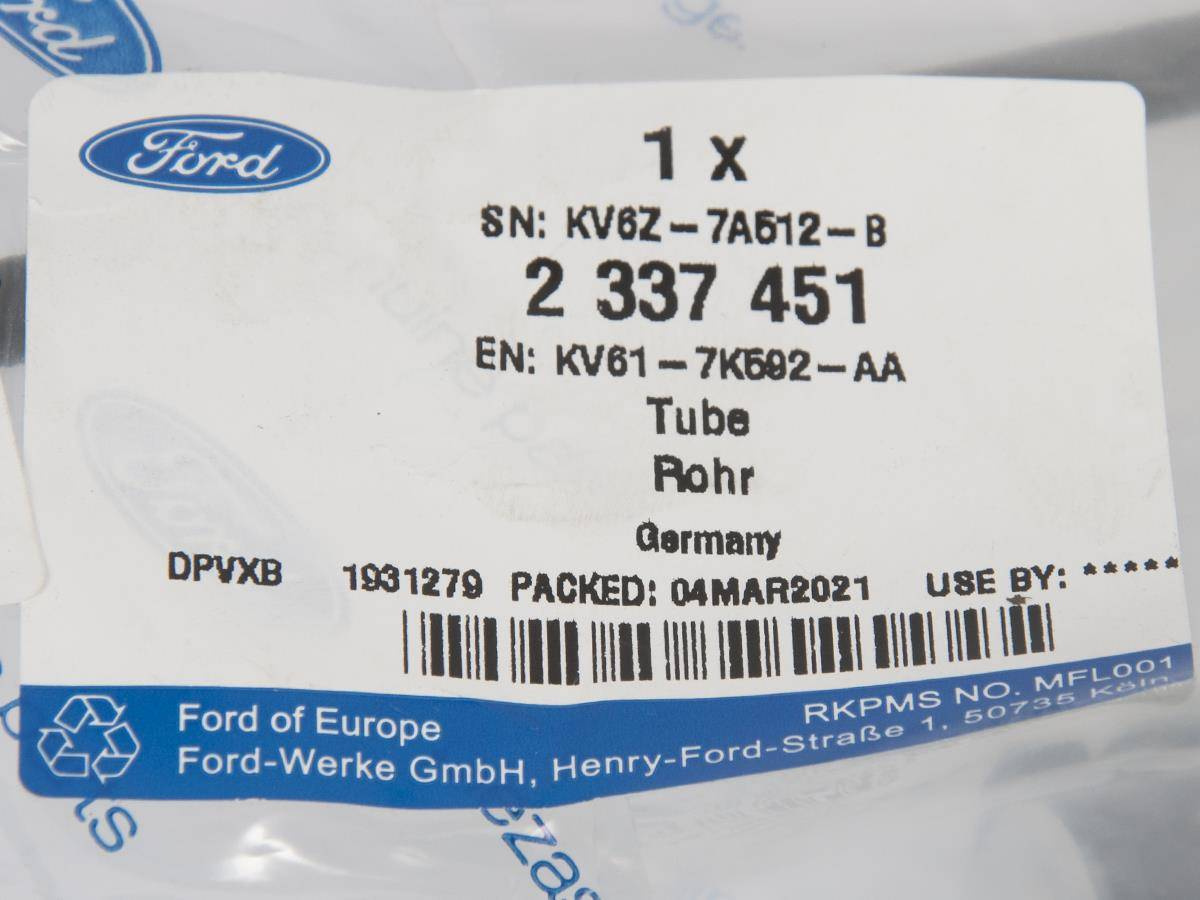 ge.
Ford
1 x
SN: KV6Z-7A512-B
2 337 451
EN: KV61-7K592-AA
Tube
Rohr
Germany
DPVXB 1931279 PACKED: 04MAR2021 USE BY: *****
RKPMS NO. MFL001
Ford of Europe
Ford-Werke GmbH, Henry-Ford-Straße 1, 50735 Köln